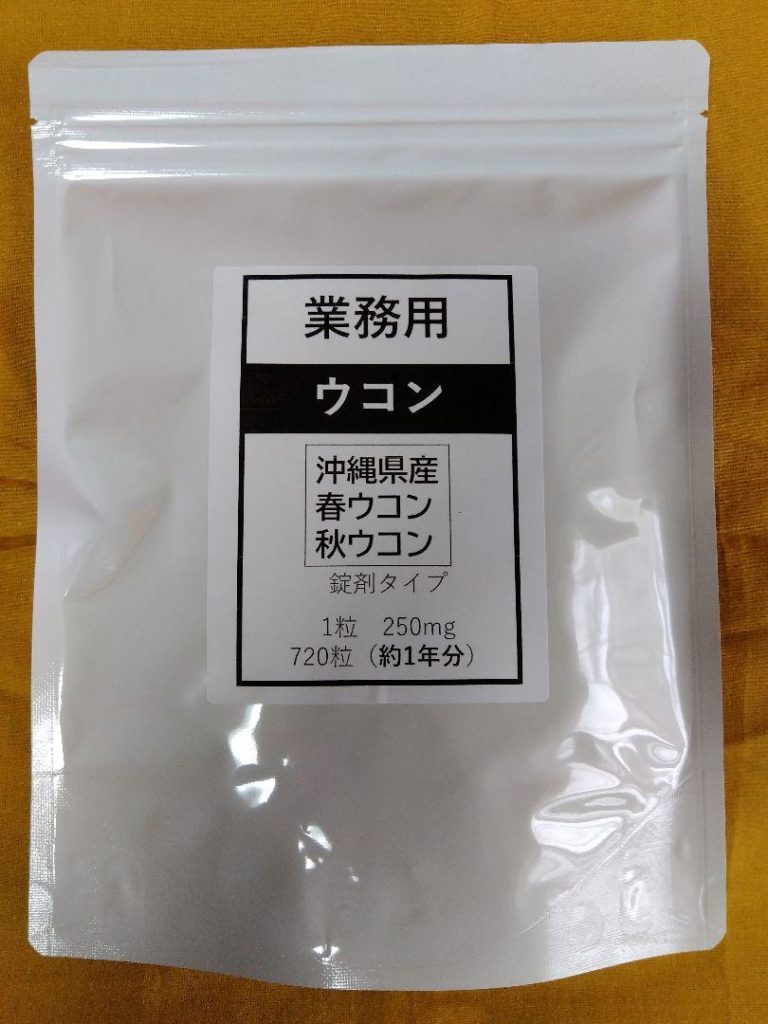 業務用
ウコン
沖縄県産
春ウコン
秋ウコン
錠剤タイプ
1粒　250mg
720粒（約1年分）